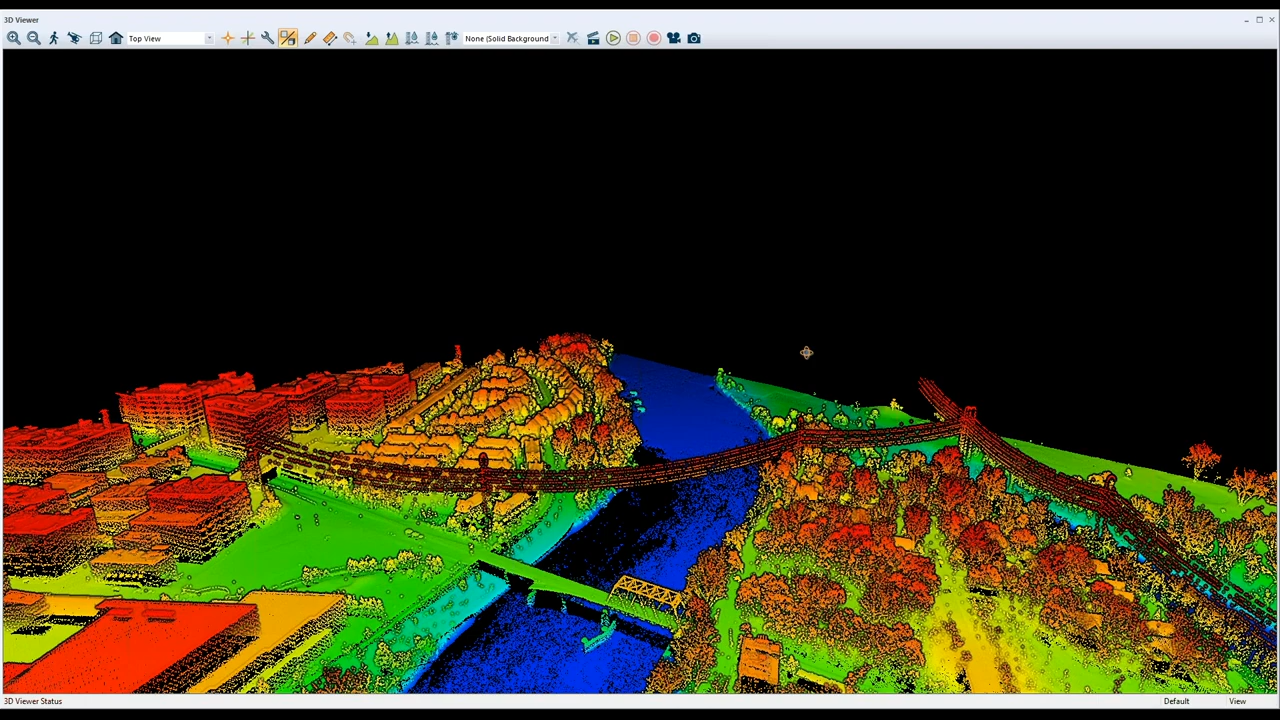 3D Viewer
Top View
None (Solid Background
3D Viewer Status
Default
View